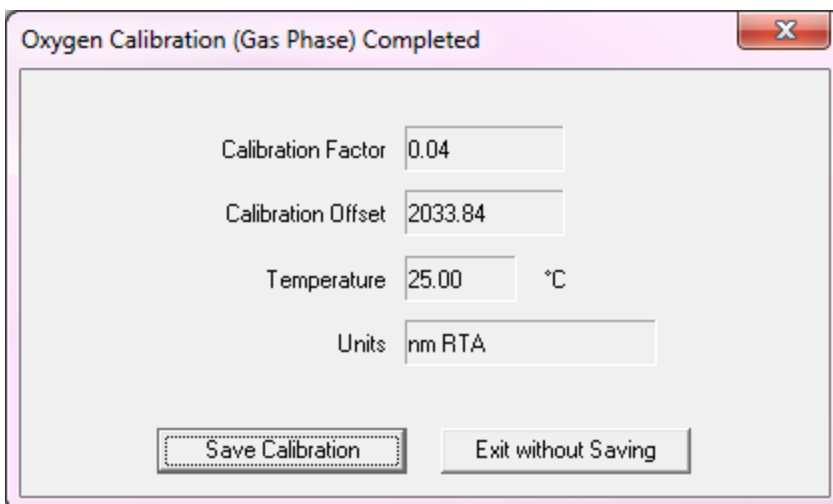 Oxygen Calibration (Gas Phase) Completed
Calibration Factor 0.04
Calibration Offset 2033.84
Temperature 25.00 °C
Units nm RTA
Save Calibration Exit without Saving